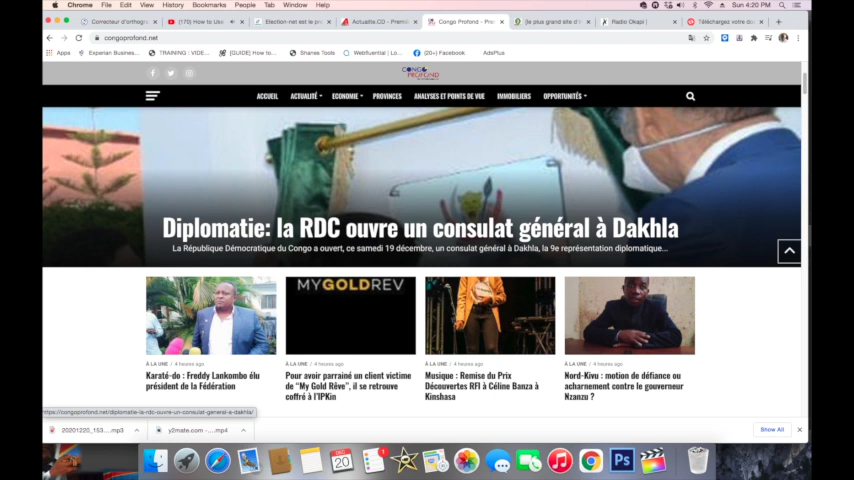 Chrome File Edit View History Bookmarks People Tab Window Help Sun 4:20 PM
Correcteur d'orthogra (170) How to Use Election-net est le pre Actualite.CD – Premiè Congo Profond – Pro [le plus grand site d'i Radio Okapi | Téléchargez votre do
congoprofond.net
Apps Experian Busines... TRAINING : VIDE... [GUIDE] How to... Shanes Tools Webfluential | Lo... (20+) Facebook AdsPlus
CONGO
PROFOND
ACCUEIL ACTUALITÉ ECONOMIE PROVINCES ANALYSES ET POINTS DE VUE IMMOBILIERS OPPORTUNITÉS
Diplomatie: la RDC ouvre un consulat général à Dakhla
La République Démocratique du Congo a ouvert, ce samedi 19 décembre, un consulat général à Dakhla, la 9e représentation diplomatique...
MYGOLDREV
À LA UNE / 4 hours ago
Karaté-do : Freddy Lankombo élu
président de la Fédération
À LA UNE / 4 hours ago
Pour avoir parrainé un client victime
de "My Gold Rêve", il se retrouve
coffré à l'IPKin
À LA UNE / 4 hours ago
Musique : Remise du Prix
Découvertes RFI à Céline Banza à
Kinshasa
À LA UNE / 4 hours ago
Nord-Kivu : motion de défiance ou
acharnement contre le gouverneur
Nzanzu ?
https://congoprofond.net/diplomatie-la-rdc-ouvre-un-consulat-general-a-dakhla/
20201220_153....mp3 y2mate.com -....mp4 Show All
DEC
20
1
Ps